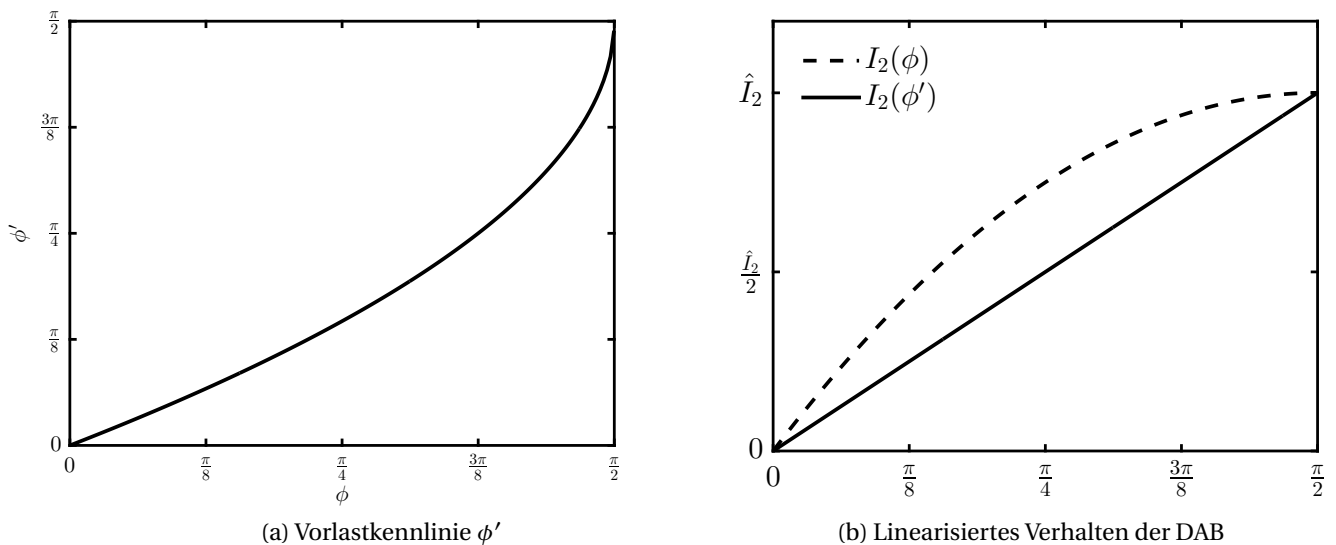 π/2
3π/8
π/4
π/8
0
ϕ′
0 π/8 π/4 3π/8 π/2
ϕ
(a) Vorlastkennlinie ϕ′
I₂(ϕ)
I₂(ϕ′)
Î₂
Î₂/2
0
0 π/8 π/4 3π/8 π/2
(b) Linearisiertes Verhalten der DAB